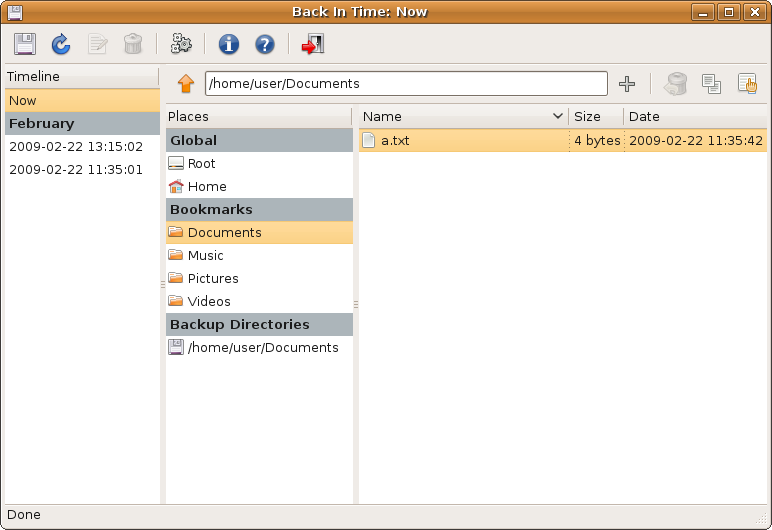 Back In Time: Now
Timeline
Now
February
2009-02-22 13:15:02
2009-02-22 11:35:01
/home/user/Documents
Places
Global
Root
Home
Bookmarks
Documents
Music
Pictures
Videos
Backup Directories
/home/user/Documents
Name Size Date
a.txt 4 bytes 2009-02-22 11:35:42
Done